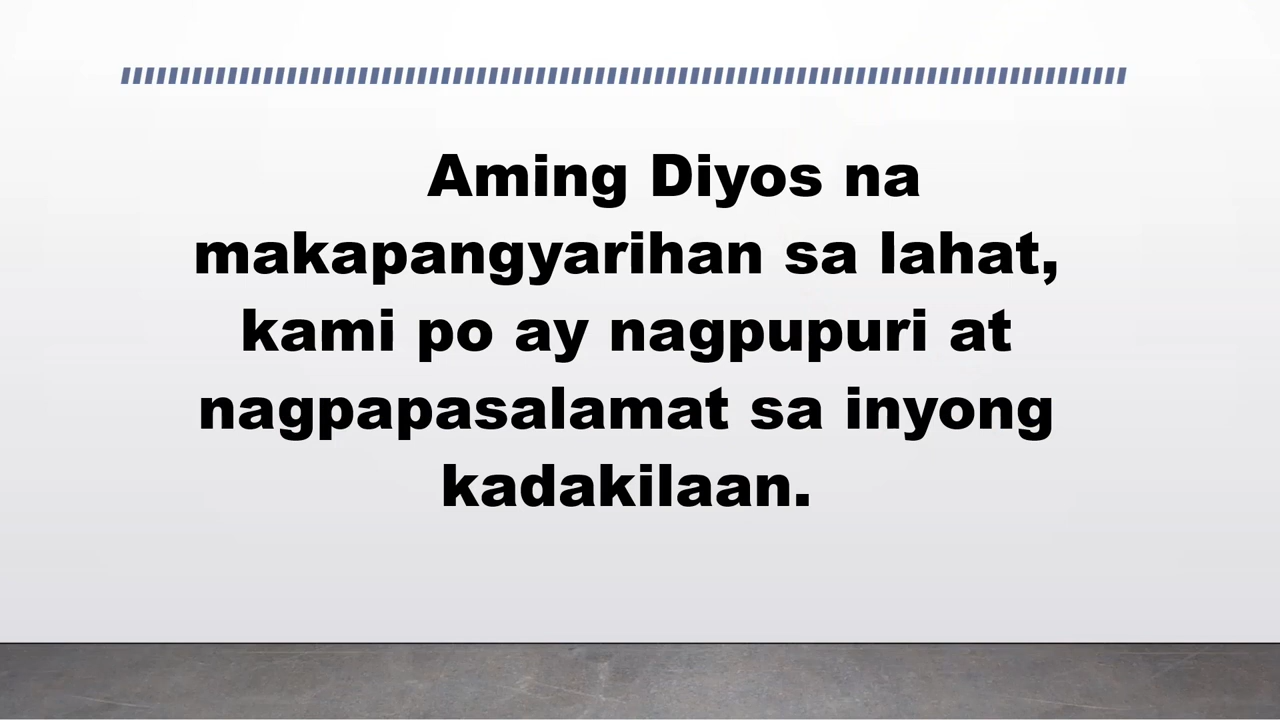 Aming Diyos na
makapangyarihan sa lahat,
kami po ay nagpupuri at
nagpapasalamat sa inyong
kadakilaan.